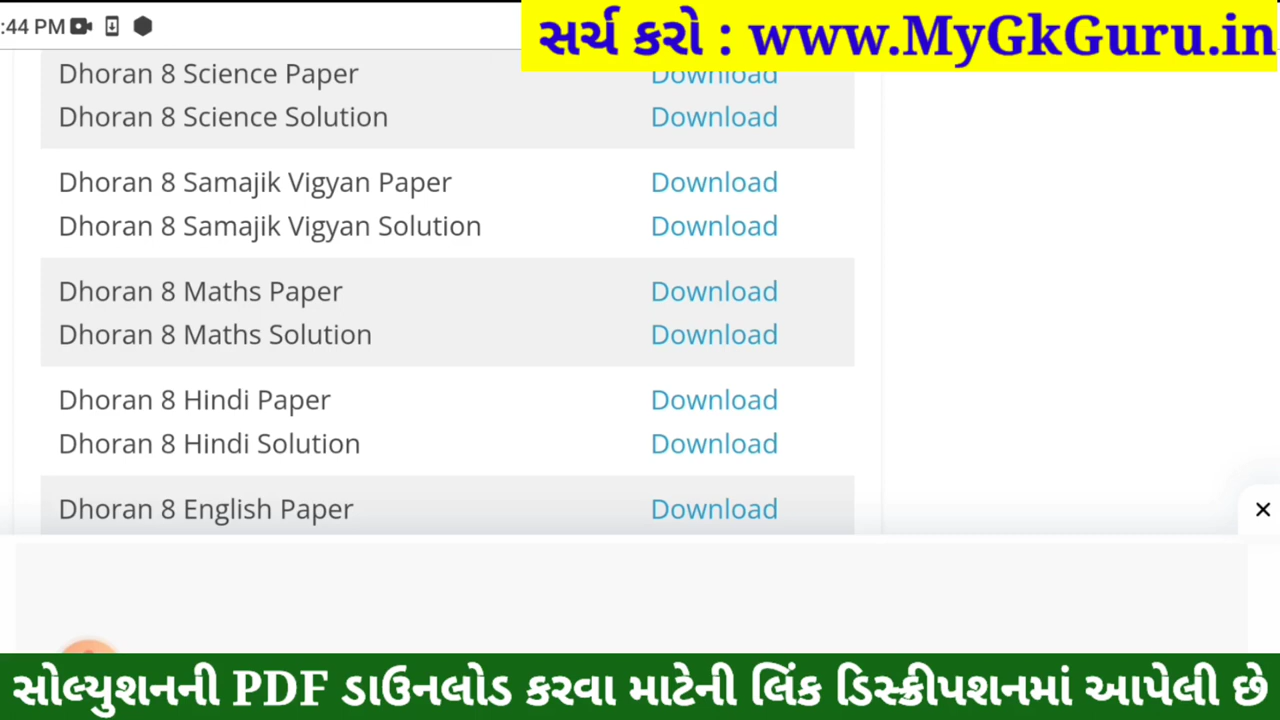 :44 PM
સર્ચ કરો : www.MyGkGuru.in
Dhoran 8 Science Paper Download
Dhoran 8 Science Solution Download
Dhoran 8 Samajik Vigyan Paper Download
Dhoran 8 Samajik Vigyan Solution Download
Dhoran 8 Maths Paper Download
Dhoran 8 Maths Solution Download
Dhoran 8 Hindi Paper Download
Dhoran 8 Hindi Solution Download
Dhoran 8 English Paper Download
સોલ્યુશનની PDF ડાઉનલોડ કરવા માટેની લિંક ડિસ્ક્રીપશનમાં આપેલી છે